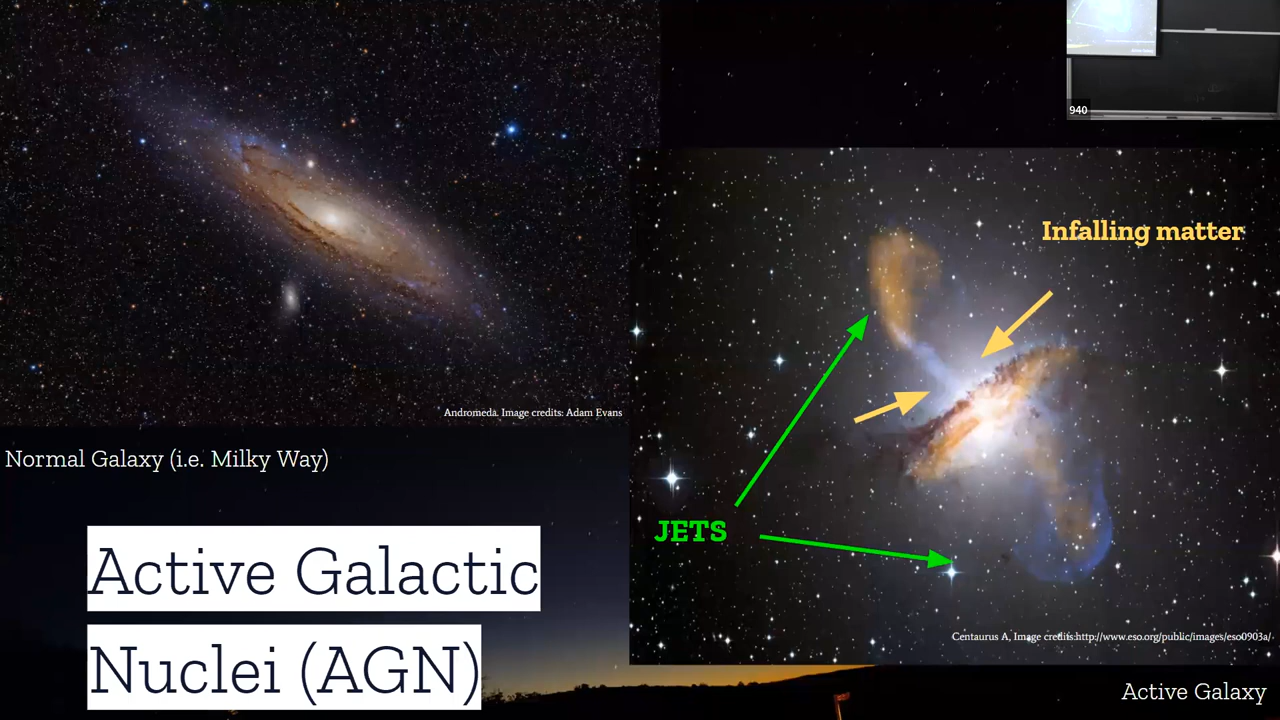 940
Infalling matter
Andromeda. Image credits: Adam Evans
Normal Galaxy (i.e. Milky Way)
JETS
Active Galactic
Nuclei (AGN)
Centaurus A, Image credits:http://www.eso.org/public/images/eso0903a/
Active Galaxy